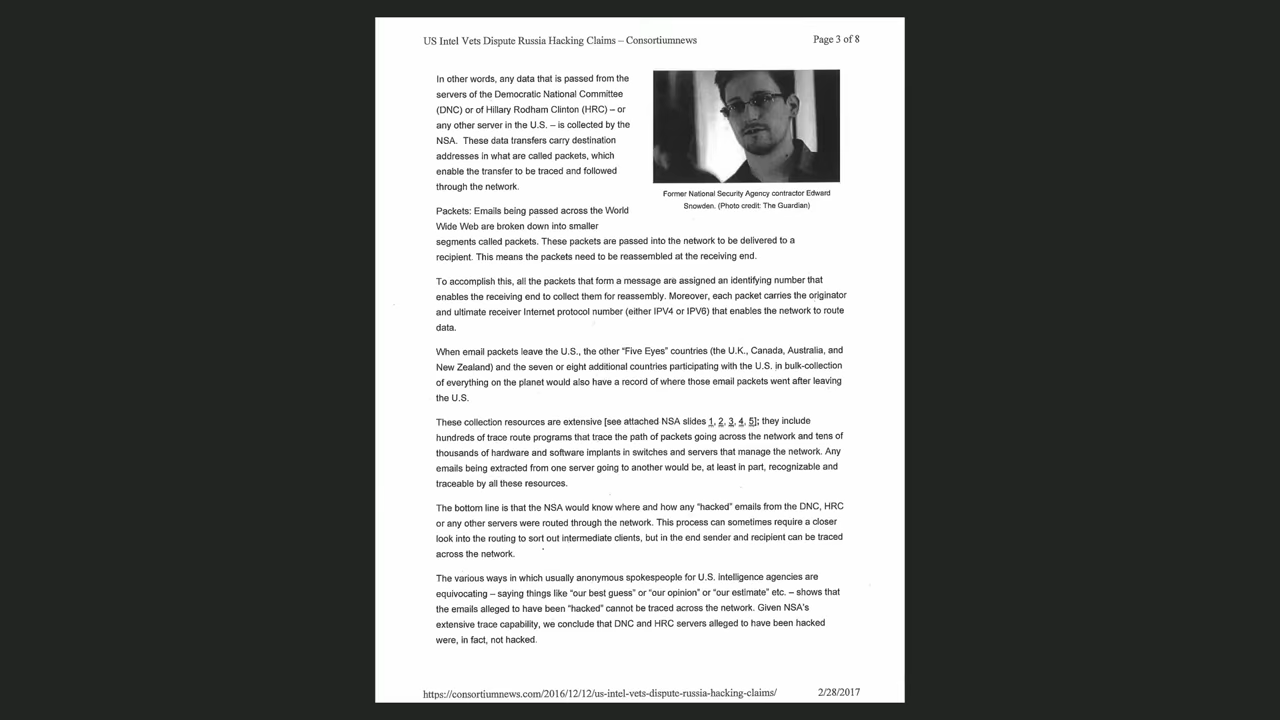 US Intel Vets Dispute Russia Hacking Claims – Consortiumnews
Page 3 of 8
In other words, any data that is passed from the
servers of the Democratic National Committee
(DNC) or of Hillary Rodham Clinton (HRC) – or
any other server in the U.S. – is collected by the
NSA.  These data transfers carry destination
addresses in what are called packets, which
enable the transfer to be traced and followed
through the network.
Former National Security Agency contractor Edward
Snowden. (Photo credit: The Guardian)
Packets: Emails being passed across the World
Wide Web are broken down into smaller
segments called packets. These packets are passed into the network to be delivered to a
recipient. This means the packets need to be reassembled at the receiving end.
To accomplish this, all the packets that form a message are assigned an identifying number that
enables the receiving end to collect them for reassembly. Moreover, each packet carries the originator
and ultimate receiver Internet protocol number (either IPV4 or IPV6) that enables the network to route
data.
When email packets leave the U.S., the other “Five Eyes” countries (the U.K., Canada, Australia, and
New Zealand) and the seven or eight additional countries participating with the U.S. in bulk-collection
of everything on the planet would also have a record of where those email packets went after leaving
the U.S.
These collection resources are extensive [see attached NSA slides 1, 2, 3, 4, 5]; they include
hundreds of trace route programs that trace the path of packets going across the network and tens of
thousands of hardware and software implants in switches and servers that manage the network. Any
emails being extracted from one server going to another would be, at least in part, recognizable and
traceable by all these resources.
The bottom line is that the NSA would know where and how any “hacked” emails from the DNC, HRC
or any other servers were routed through the network. This process can sometimes require a closer
look into the routing to sort out intermediate clients, but in the end sender and recipient can be traced
across the network.
The various ways in which usually anonymous spokespeople for U.S. intelligence agencies are
equivocating – saying things like “our best guess” or “our opinion” or “our estimate” etc. – shows that
the emails alleged to have been “hacked” cannot be traced across the network. Given NSA’s
extensive trace capability, we conclude that DNC and HRC servers alleged to have been hacked
were, in fact, not hacked.
https://consortiumnews.com/2016/12/12/us-intel-vets-dispute-russia-hacking-claims/
2/28/2017